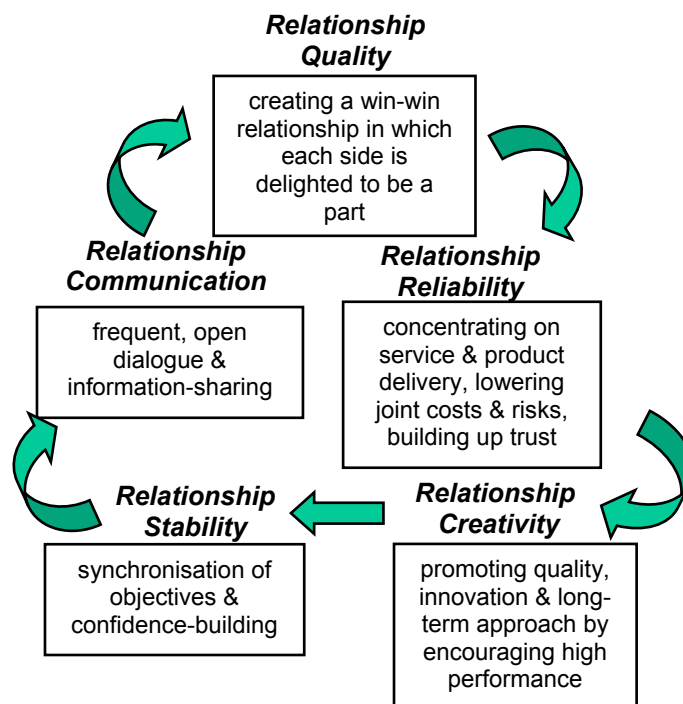 Relationship
Quality
creating a win-win
relationship in which
each side is
delighted to be a
part
Relationship
Reliability
concentrating on
service & product
delivery, lowering
joint costs & risks,
building up trust
Relationship
Creativity
promoting quality,
innovation & long-
term approach by
encouraging high
performance
Relationship
Stability
synchronisation of
objectives &
confidence-building
Relationship
Communication
frequent, open
dialogue &
information-sharing